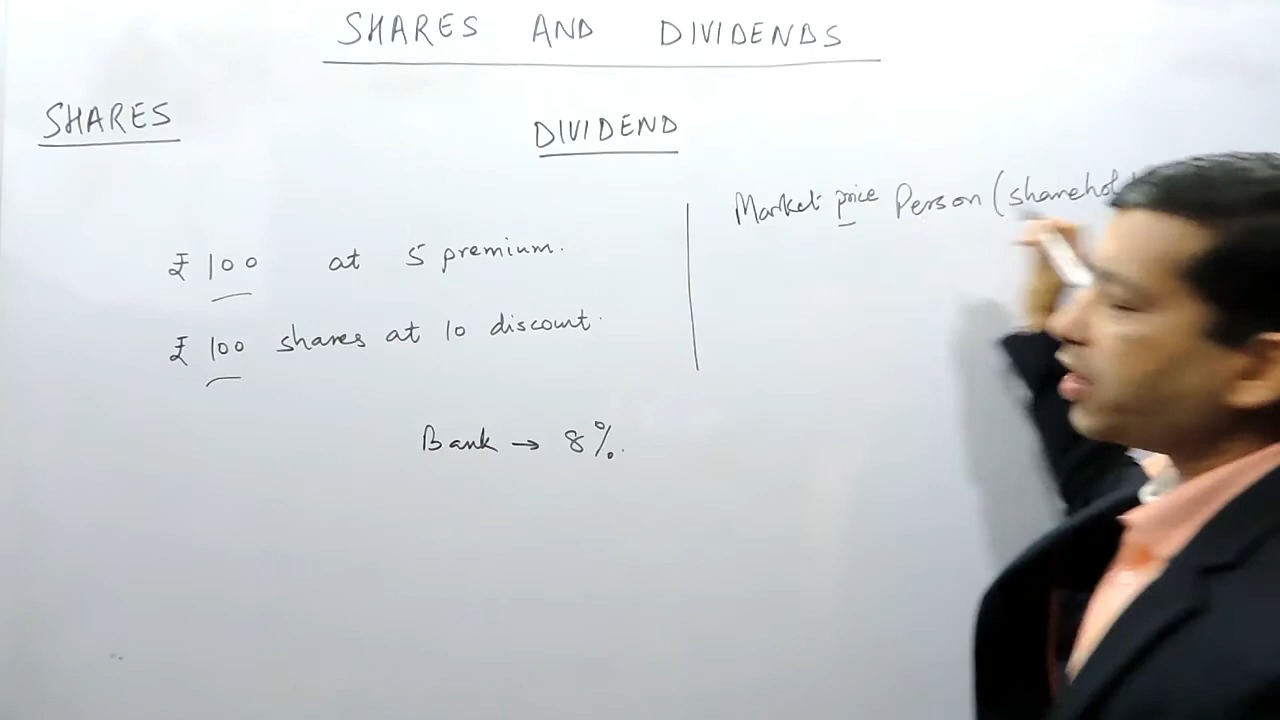 SHARES AND DIVIDENDS
SHARES
DIVIDEND
Market price Person (
₹ 100 at 5 premium.
₹ 100 shares at 10 discount.
Bank → 8%.